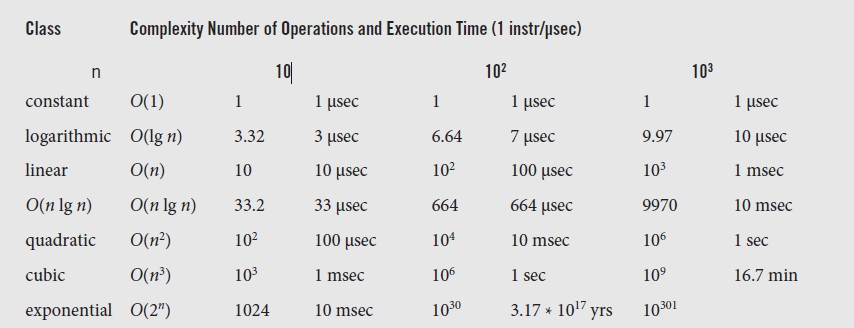 Class Complexity Number of Operations and Execution Time (1 instr/μsec)
n 10 10² 10³
constant O(1) 1 1 μsec 1 1 μsec 1 1 μsec
logarithmic O(lg n) 3.32 3 μsec 6.64 7 μsec 9.97 10 μsec
linear O(n) 10 10 μsec 10² 100 μsec 10³ 1 msec
O(n lg n) O(n lg n) 33.2 33 μsec 664 664 μsec 9970 10 msec
quadratic O(n²) 10² 100 μsec 10⁴ 10 msec 10⁶ 1 sec
cubic O(n³) 10³ 1 msec 10⁶ 1 sec 10⁹ 16.7 min
exponential O(2ⁿ) 1024 10 msec 10³⁰ 3.17 * 10¹⁷ yrs 10³⁰¹